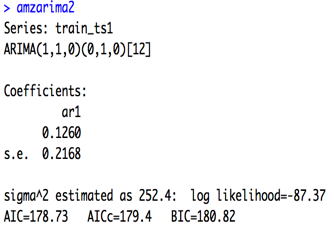 > amzarima2
Series: train_ts1
ARIMA(1,1,0)(0,1,0)[12]
Coefficients:
ar1
0.1260
s.e. 0.2168
sigma^2 estimated as 252.4: log likelihood=-87.37
AIC=178.73 AICc=179.4 BIC=180.82